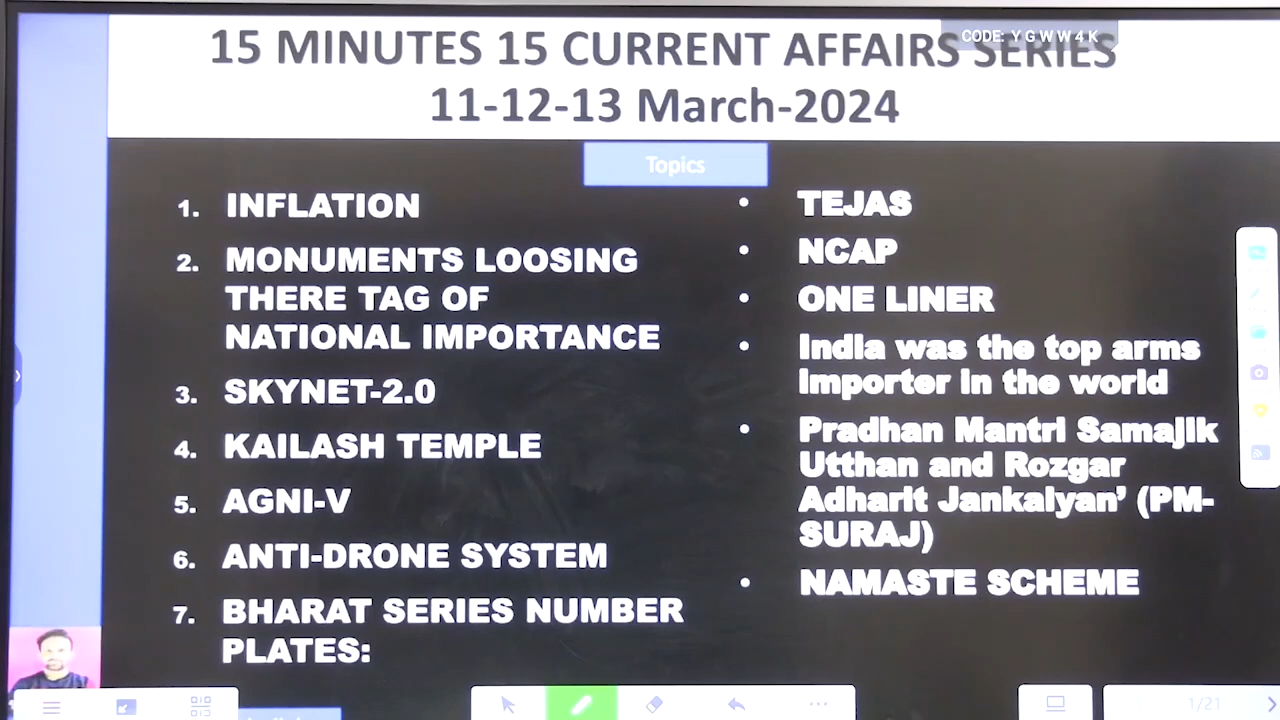 15 MINUTES 15 CURRENT AFFAIRS SERIES
CODE: Y G W W 4 K
11-12-13 March-2024
Topics
1. INFLATION
2. MONUMENTS LOOSING
THERE TAG OF
NATIONAL IMPORTANCE
3. SKYNET-2.0
4. KAILASH TEMPLE
5. AGNI-V
6. ANTI-DRONE SYSTEM
7. BHARAT SERIES NUMBER
PLATES:
• TEJAS
• NCAP
• ONE LINER
• India was the top arms
importer in the world
• Pradhan Mantri Samajik
Utthan and Rozgar
Adharit Jankalyan’ (PM-
SURAJ)
• NAMASTE SCHEME
1/21